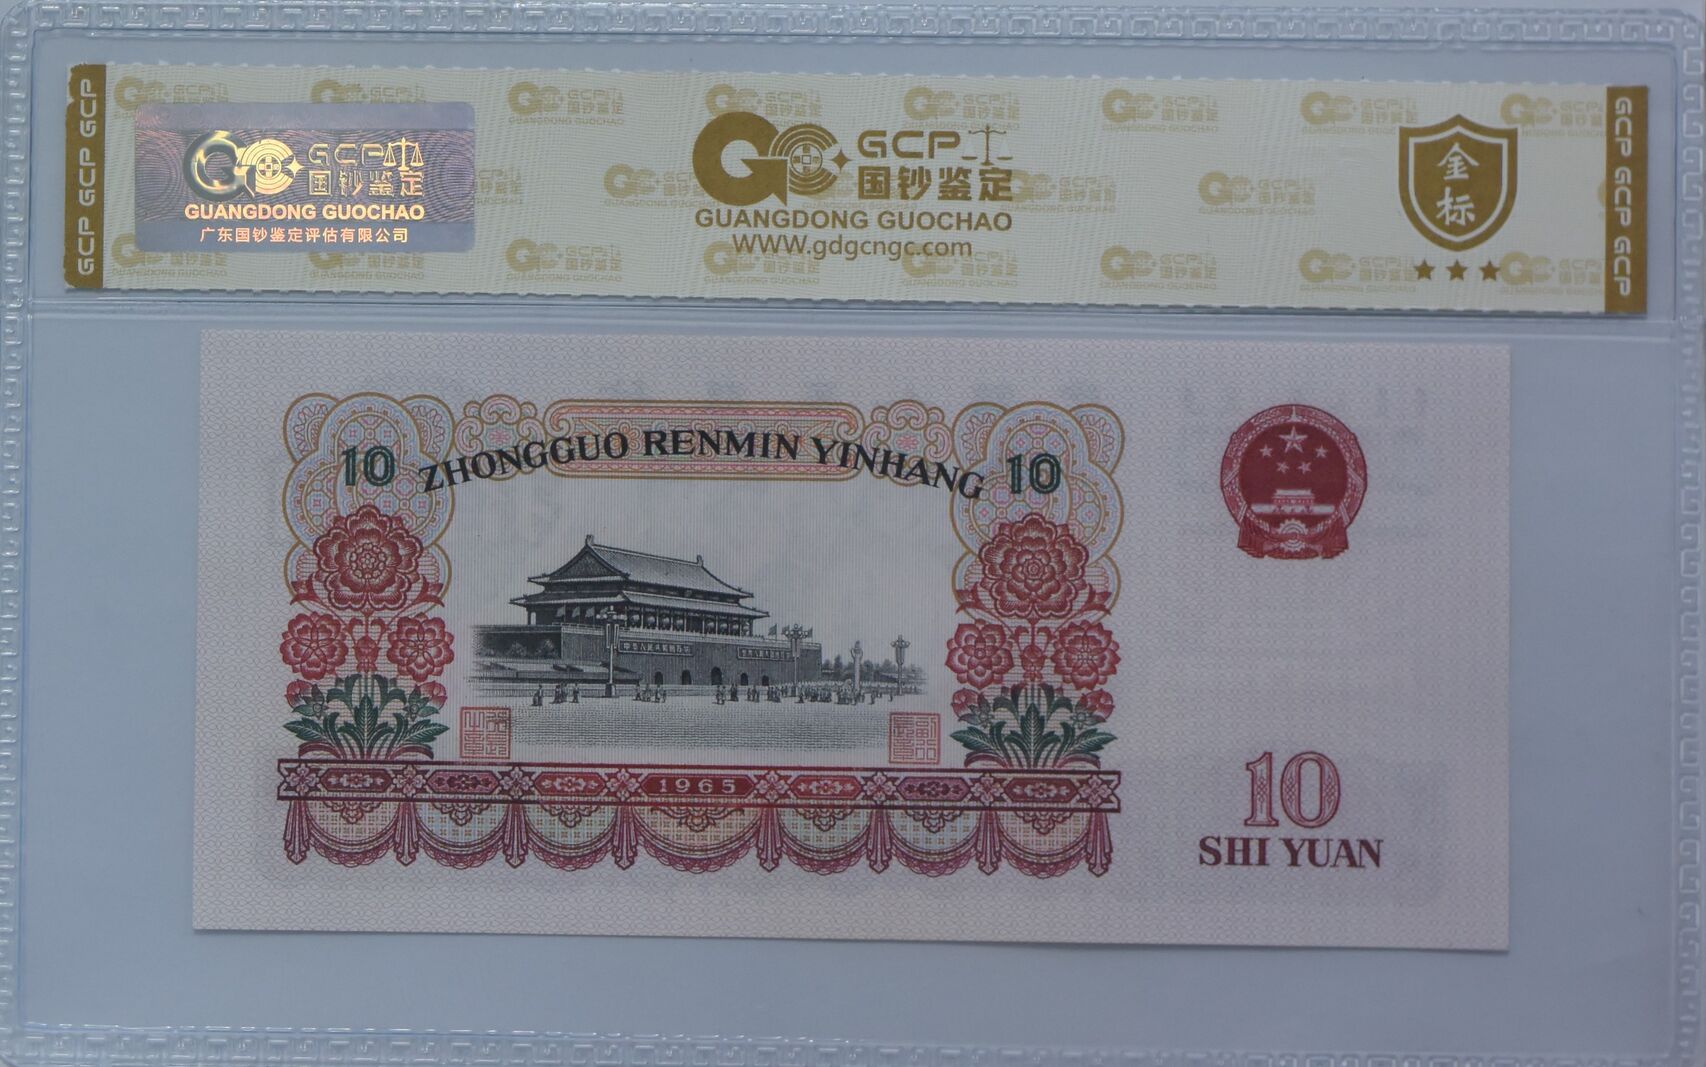 GCP GCP GCP
GCP
国钞鉴定
GUANGDONG GUOCHAO
广东国钞鉴定评估有限公司
GCP
国钞鉴定
GUANGDONG GUOCHAO
WWW.gdgcngc.com
金标
GCP GCP GCP
10
ZHONGGUO RENMIN YINHANG
10
1965
10
SHI YUAN